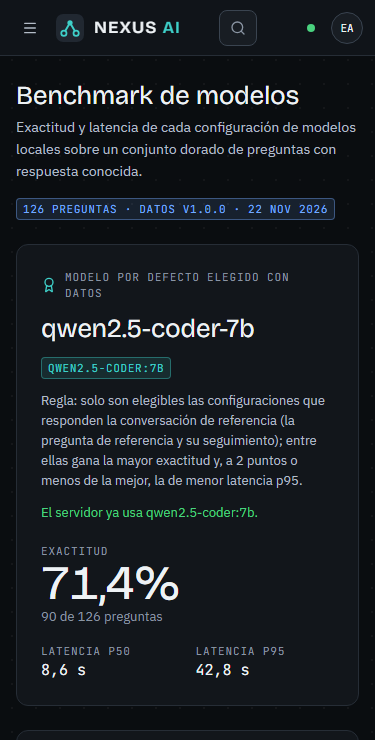 NEXUS AI
EA
Benchmark de modelos
Exactitud y latencia de cada configuración de modelos
locales sobre un conjunto dorado de preguntas con
respuesta conocida.
126 PREGUNTAS · DATOS V1.0.0 · 22 NOV 2026
MODELO POR DEFECTO ELEGIDO CON
DATOS
qwen2.5-coder-7b
QWEN2.5-CODER:7B
Regla: solo son elegibles las configuraciones que
responden la conversación de referencia (la
pregunta de referencia y su seguimiento); entre
ellas gana la mayor exactitud y, a 2 puntos o
menos de la mejor, la de menor latencia p95.
El servidor ya usa qwen2.5-coder:7b.
EXACTITUD
71,4%
90 de 126 preguntas
LATENCIA P50 LATENCIA P95
8,6 s 42,8 s